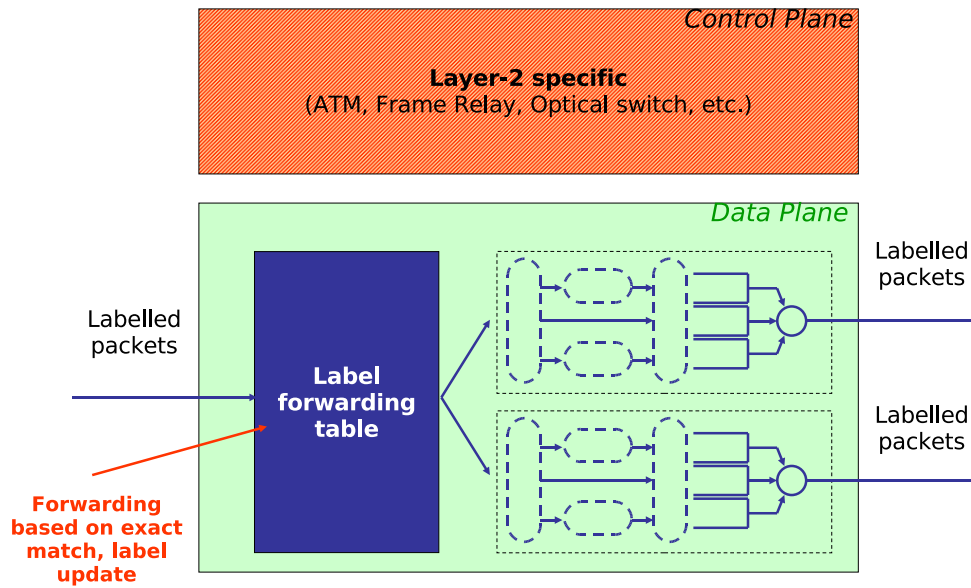 Control Plane
Layer-2 specific
(ATM, Frame Relay, Optical switch, etc.)
Data Plane
Labelled
packets
Labelled
packets
Label
forwarding
table
Labelled
packets
Forwarding
based on exact
match, label
update